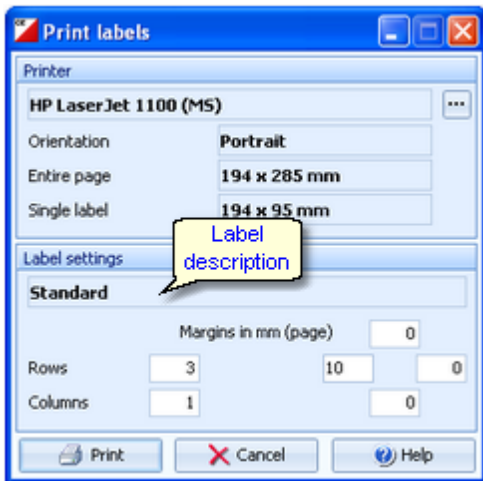 Print labels
Printer
HP LaserJet 1100 (MS)
...
Orientation Portrait
Entire page 194 x 285 mm
Single label 194 x 95 mm
Label
description
Label settings
Standard
Margins in mm (page) 0
Rows 3 10 0
Columns 1 0
Print Cancel Help